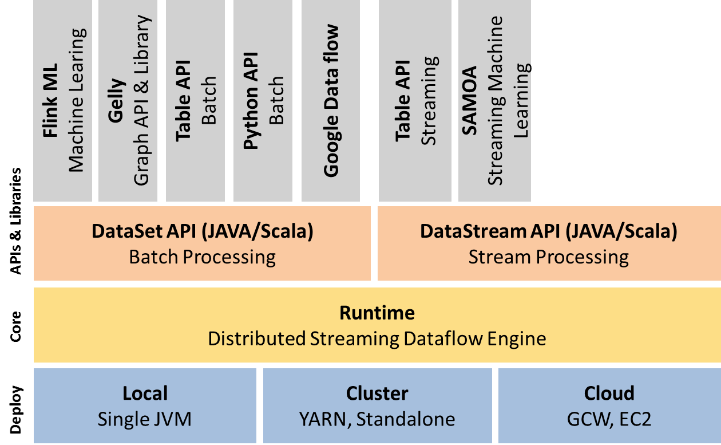 Flink ML
Machine Learing
Gelly
Graph API & Library
Table API
Batch
Python API
Batch
Google Data flow
Table API
Streaming
SAMOA
Streaming Machine
Learning
APIs & Libraries
DataSet API (JAVA/Scala)
Batch Processing
DataStream API (JAVA/Scala)
Stream Processing
Core
Runtime
Distributed Streaming Dataflow Engine
Deploy
Local
Single JVM
Cluster
YARN, Standalone
Cloud
GCW, EC2